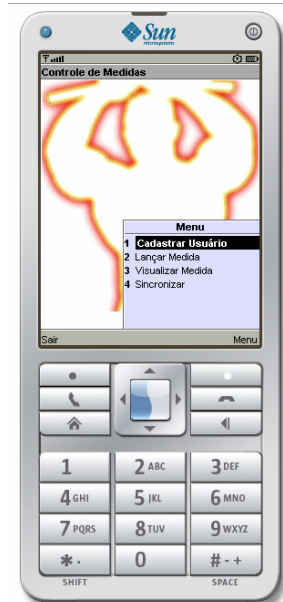 Sun
microsystems
Controle de Medidas
Menu
1 Cadastrar Usuário
2 Lançar Medida
3 Visualizar Medida
4 Sincronizar
Sair Menu
1 2 ABC 3 DEF
4 GHI 5 JKL 6 MNO
7 PQRS 8 TUV 9 WXYZ
* . 0 # - +
SHIFT SPACE